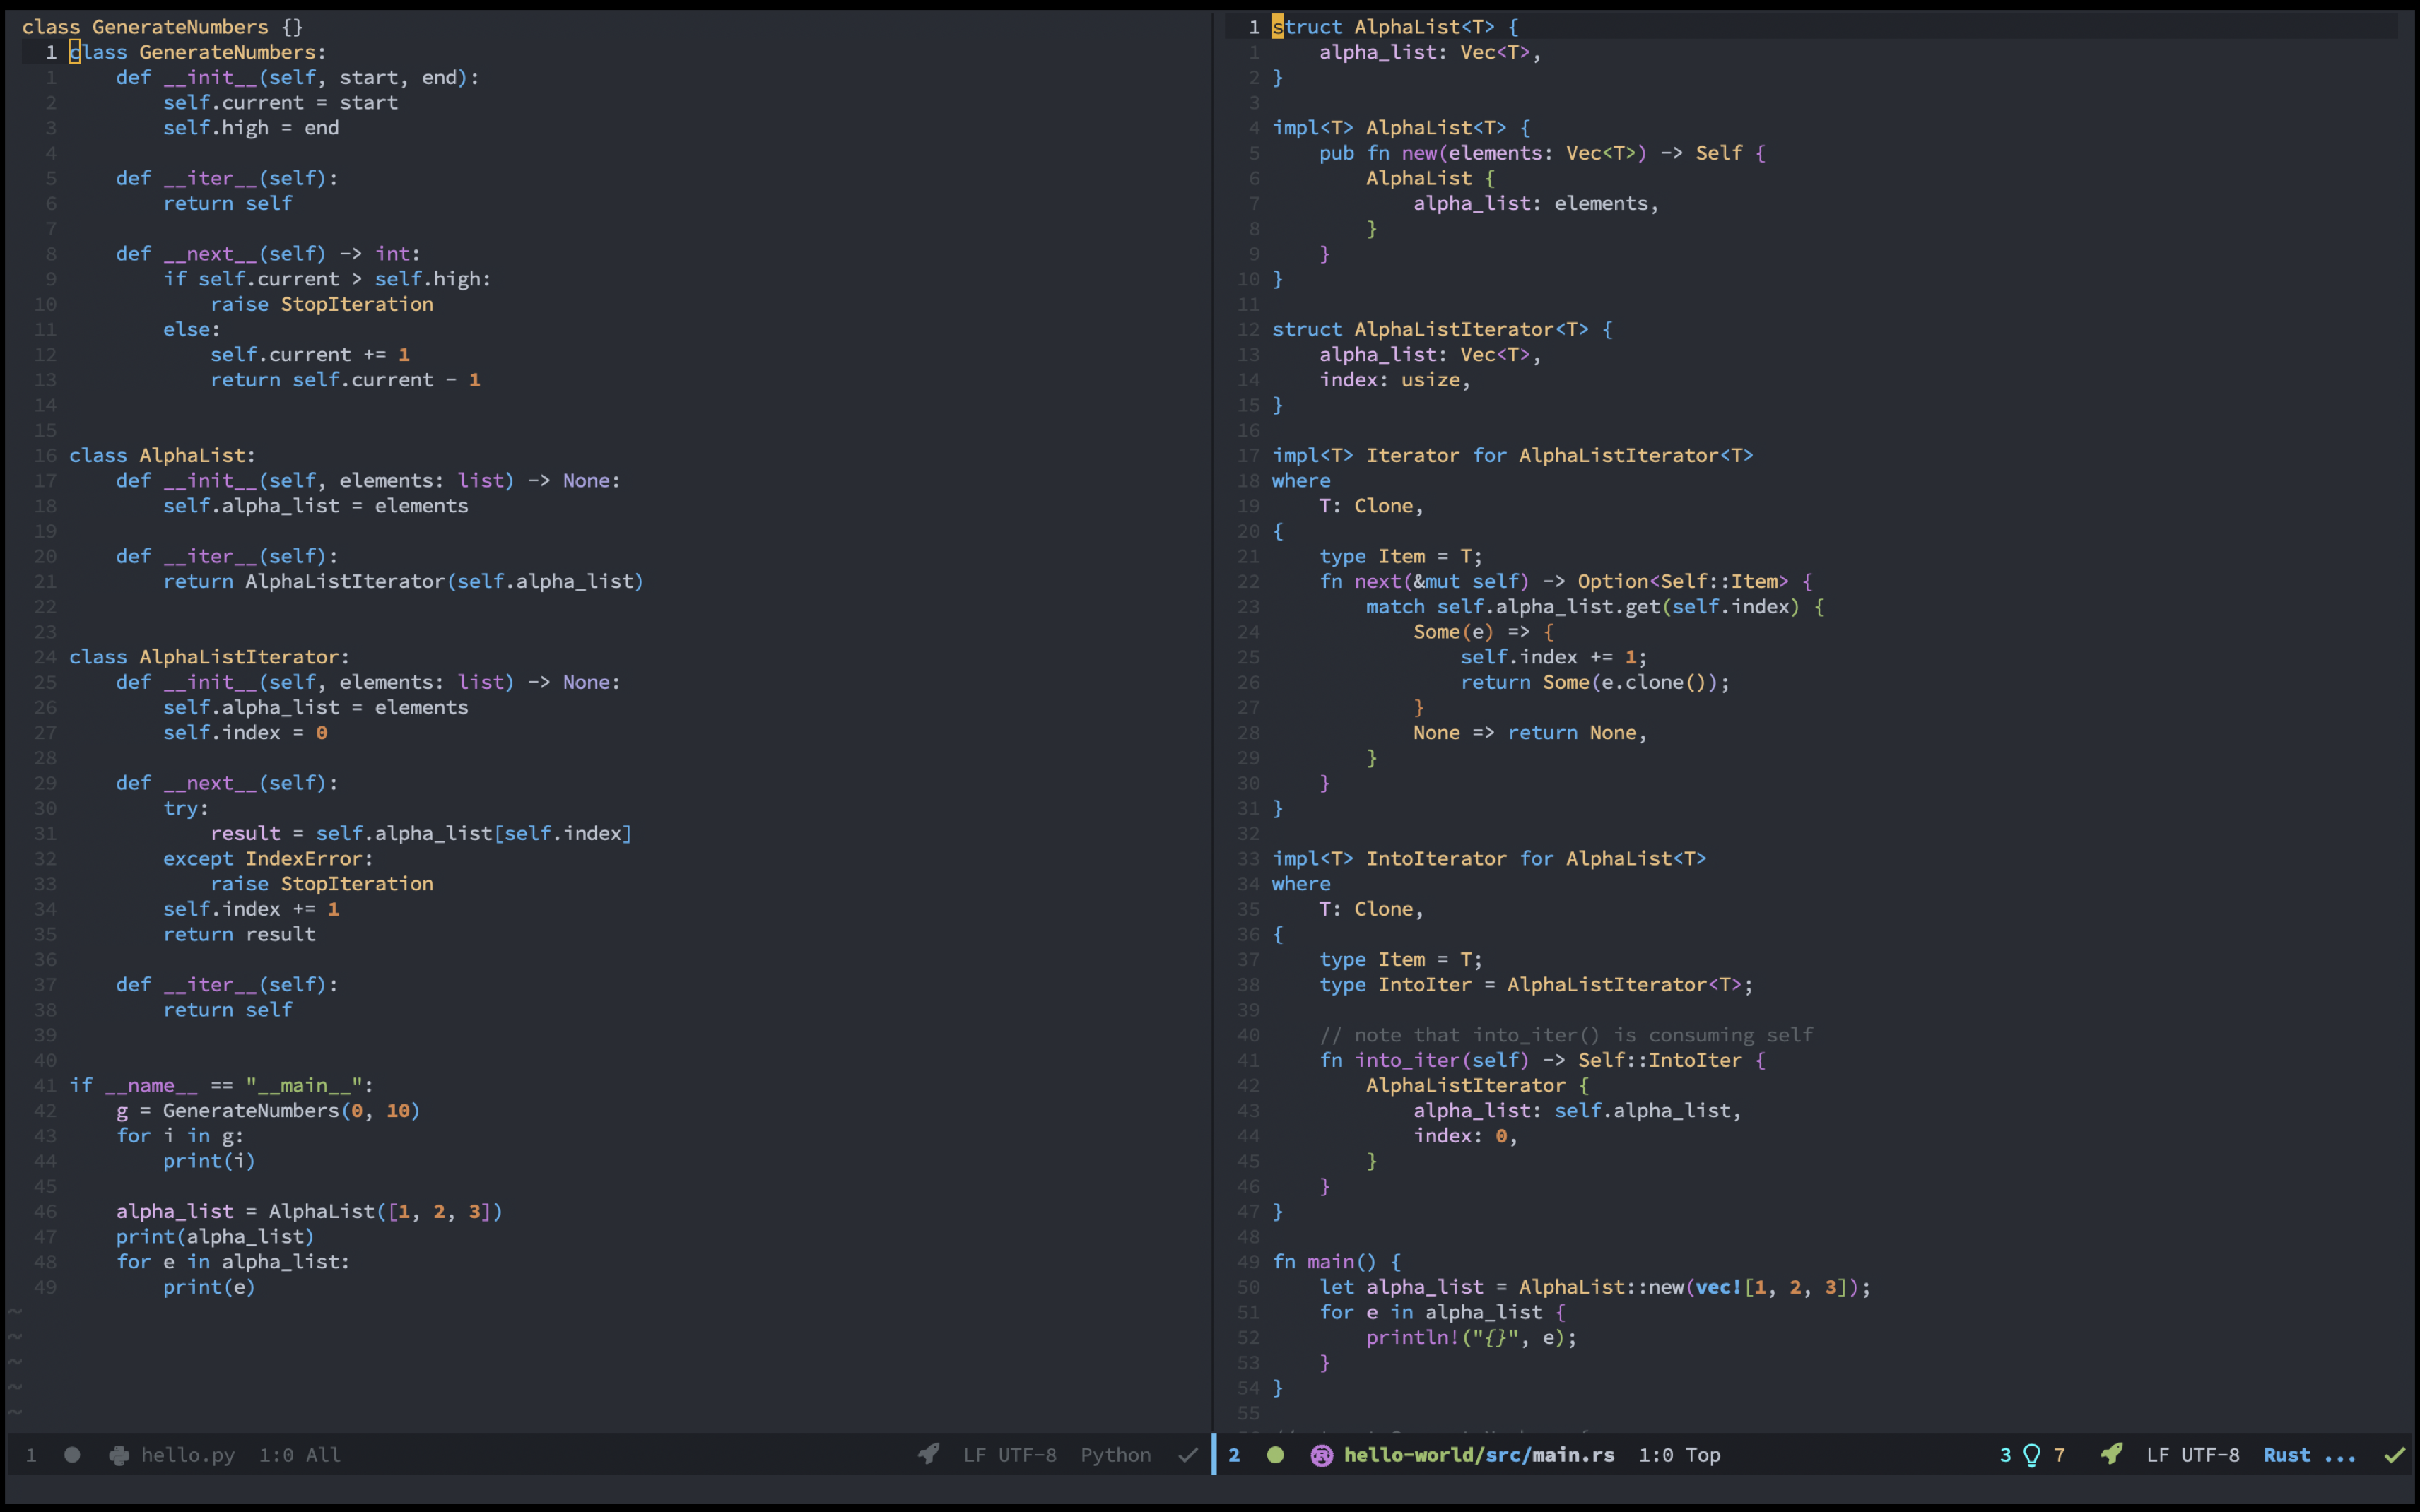 class GenerateNumbers {}
1 class GenerateNumbers:
1     def __init__(self, start, end):
2         self.current = start
3         self.high = end
4
5     def __iter__(self):
6         return self
7
8     def __next__(self) -> int:
9         if self.current > self.high:
10             raise StopIteration
11         else:
12             self.current += 1
13             return self.current - 1
14
15
16 class AlphaList:
17     def __init__(self, elements: list) -> None:
18         self.alpha_list = elements
19
20     def __iter__(self):
21         return AlphaListIterator(self.alpha_list)
22
23
24 class AlphaListIterator:
25     def __init__(self, elements: list) -> None:
26         self.alpha_list = elements
27         self.index = 0
28
29     def __next__(self):
30         try:
31             result = self.alpha_list[self.index]
32         except IndexError:
33             raise StopIteration
34         self.index += 1
35         return result
36
37     def __iter__(self):
38         return self
39
40
41 if __name__ == "__main__":
42     g = GenerateNumbers(0, 10)
43     for i in g:
44         print(i)
45
46     alpha_list = AlphaList([1, 2, 3])
47     print(alpha_list)
48     for e in alpha_list:
49         print(e)
~
~
~
~
~
1 hello.py 1:0 All LF UTF-8 Python
1 struct AlphaList<T> {
1     alpha_list: Vec<T>,
2 }
3
4 impl<T> AlphaList<T> {
5     pub fn new(elements: Vec<T>) -> Self {
6         AlphaList {
7             alpha_list: elements,
8         }
9     }
10 }
11
12 struct AlphaListIterator<T> {
13     alpha_list: Vec<T>,
14     index: usize,
15 }
16
17 impl<T> Iterator for AlphaListIterator<T>
18 where
19     T: Clone,
20 {
21     type Item = T;
22     fn next(&mut self) -> Option<Self::Item> {
23         match self.alpha_list.get(self.index) {
24             Some(e) => {
25                 self.index += 1;
26                 return Some(e.clone());
27             }
28             None => return None,
29         }
30     }
31 }
32
33 impl<T> IntoIterator for AlphaList<T>
34 where
35     T: Clone,
36 {
37     type Item = T;
38     type IntoIter = AlphaListIterator<T>;
39
40     // note that into_iter() is consuming self
41     fn into_iter(self) -> Self::IntoIter {
42         AlphaListIterator {
43             alpha_list: self.alpha_list,
44             index: 0,
45         }
46     }
47 }
48
49 fn main() {
50     let alpha_list = AlphaList::new(vec![1, 2, 3]);
51     for e in alpha_list {
52         println!("{}", e);
53     }
54 }
55
2 hello-world/src/main.rs 1:0 Top 3 7 LF UTF-8 Rust ...